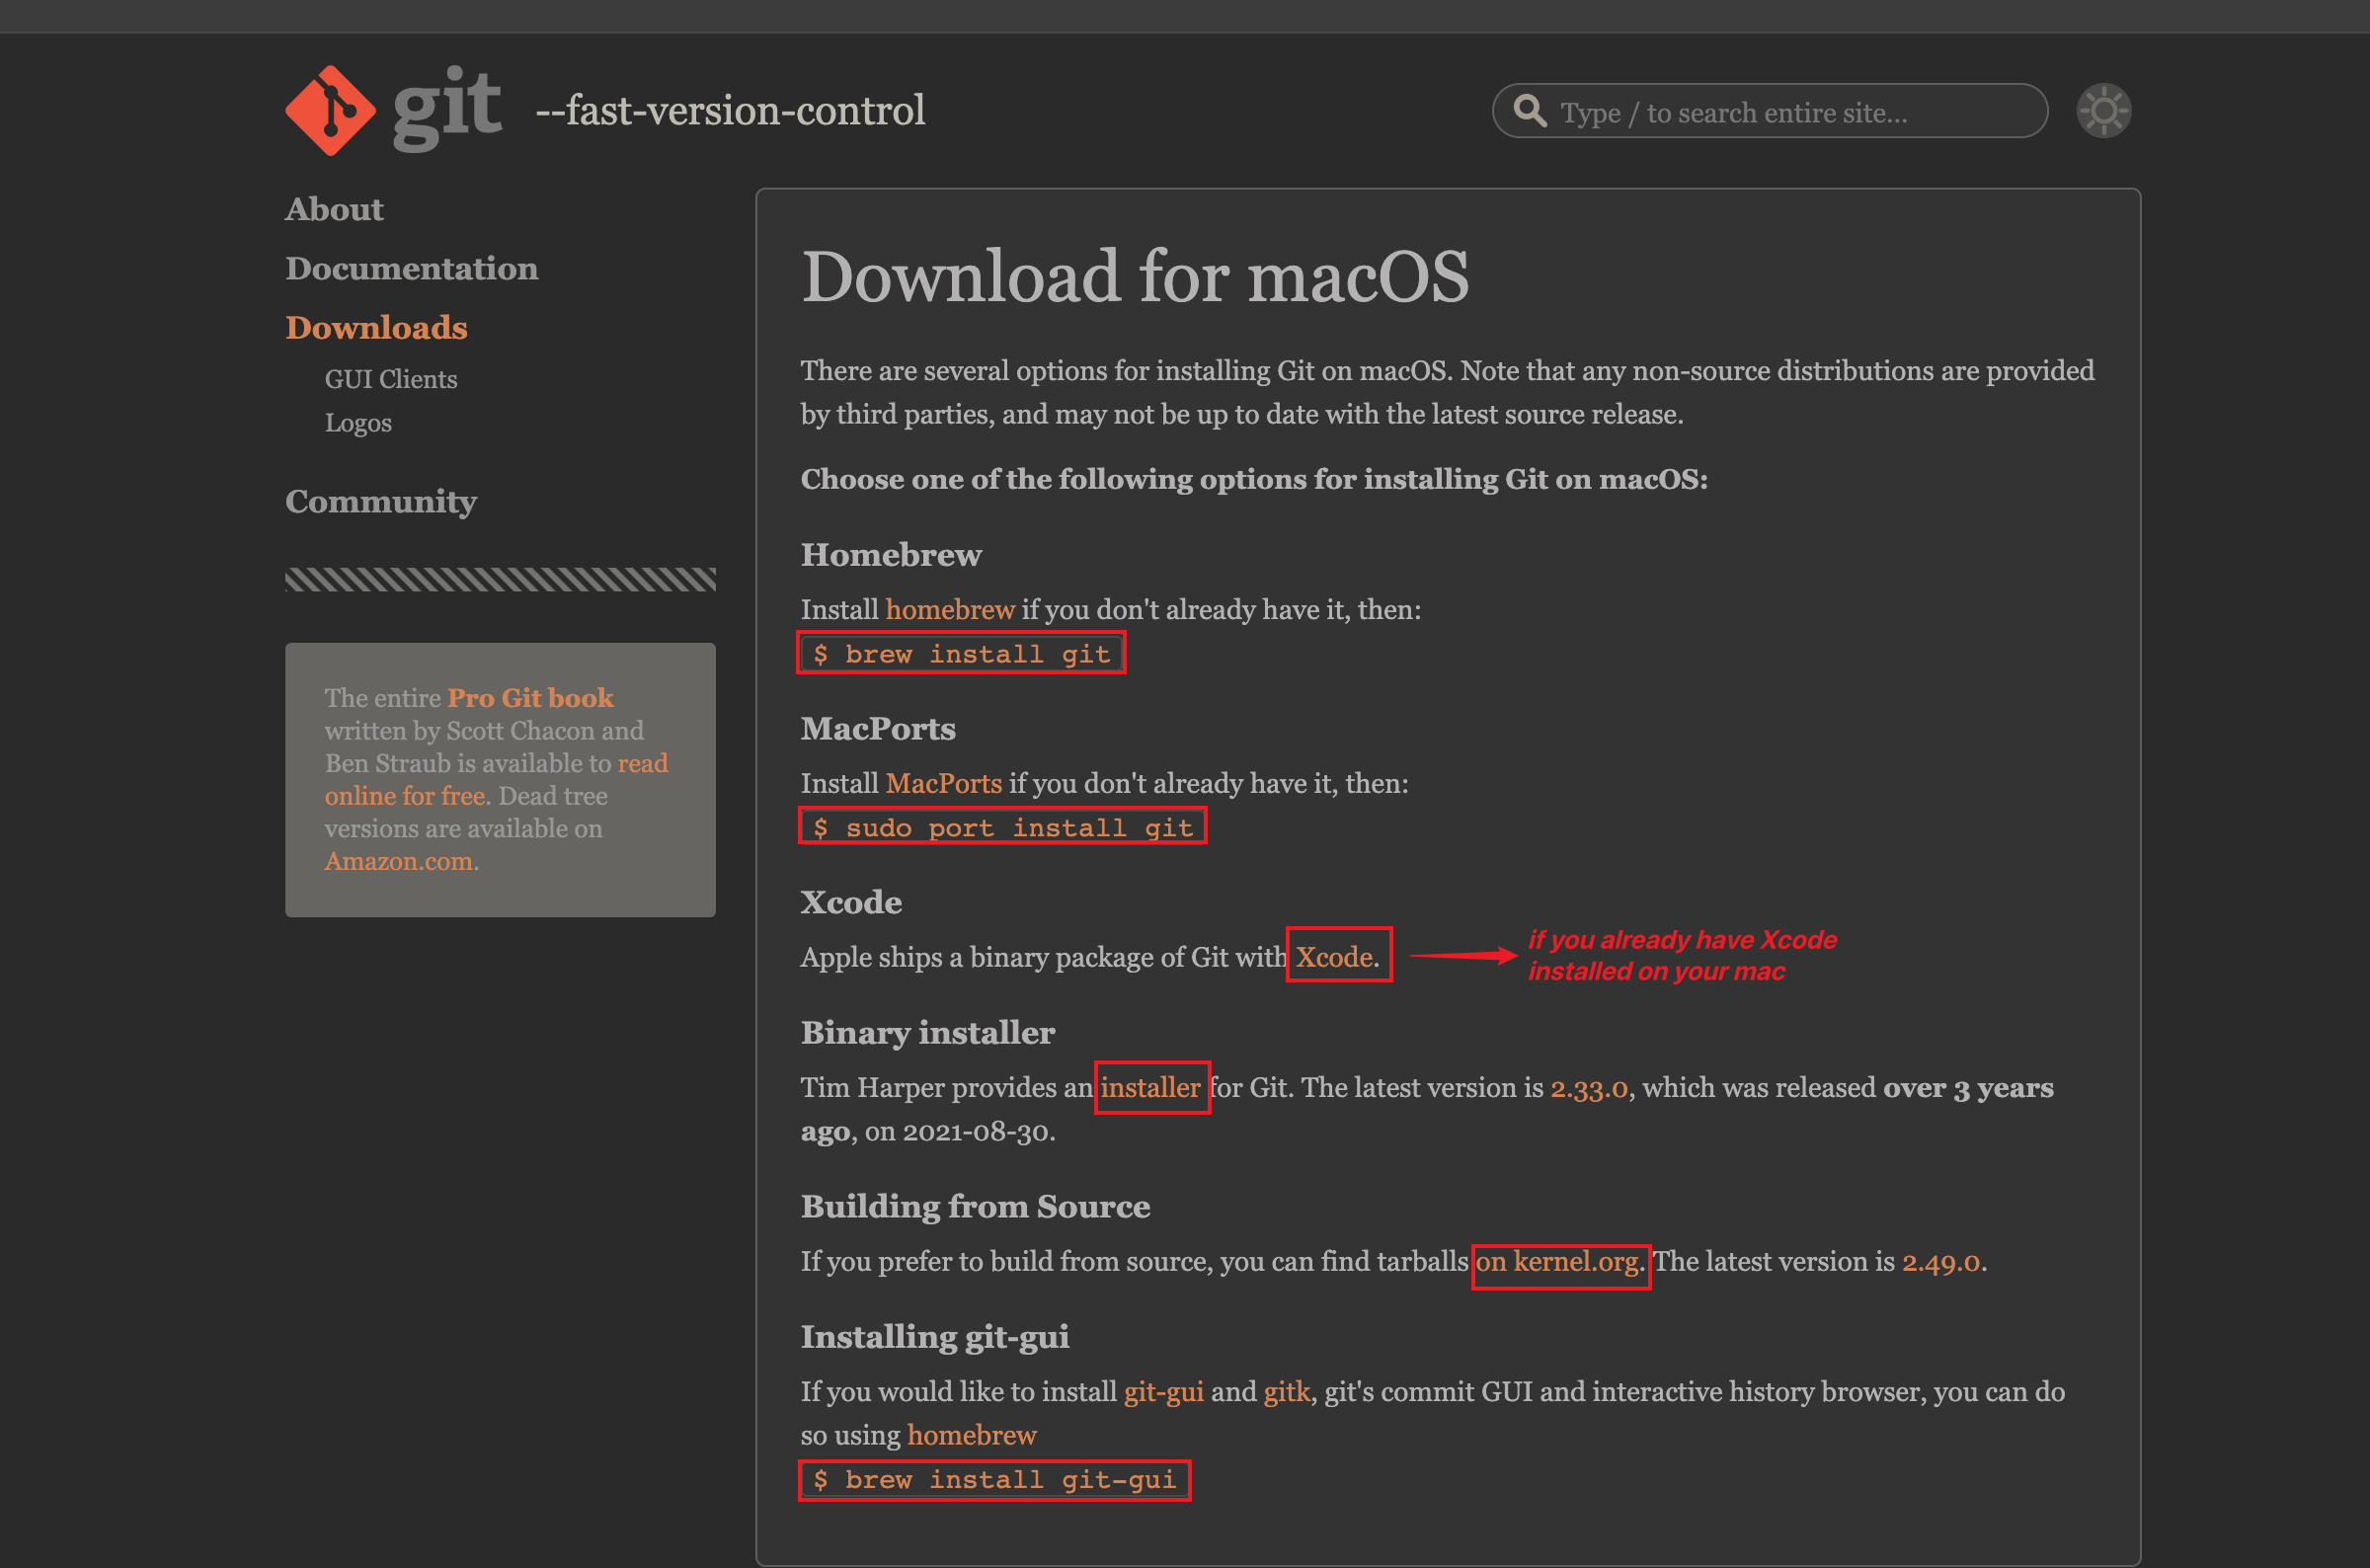 git --fast-version-control
Type / to search entire site...
About
Documentation
Downloads
GUI Clients
Logos
Community
The entire Pro Git book
written by Scott Chacon and
Ben Straub is available to read
online for free. Dead tree
versions are available on
Amazon.com.
Download for macOS
There are several options for installing Git on macOS. Note that any non-source distributions are provided
by third parties, and may not be up to date with the latest source release.
Choose one of the following options for installing Git on macOS:
Homebrew
Install homebrew if you don't already have it, then:
$ brew install git
MacPorts
Install MacPorts if you don't already have it, then:
$ sudo port install git
Xcode
Apple ships a binary package of Git with Xcode.
if you already have Xcode
installed on your mac
Binary installer
Tim Harper provides an installer for Git. The latest version is 2.33.0, which was released over 3 years
ago, on 2021-08-30.
Building from Source
If you prefer to build from source, you can find tarballs on kernel.org. The latest version is 2.49.0.
Installing git-gui
If you would like to install git-gui and gitk, git's commit GUI and interactive history browser, you can do
so using homebrew
$ brew install git-gui